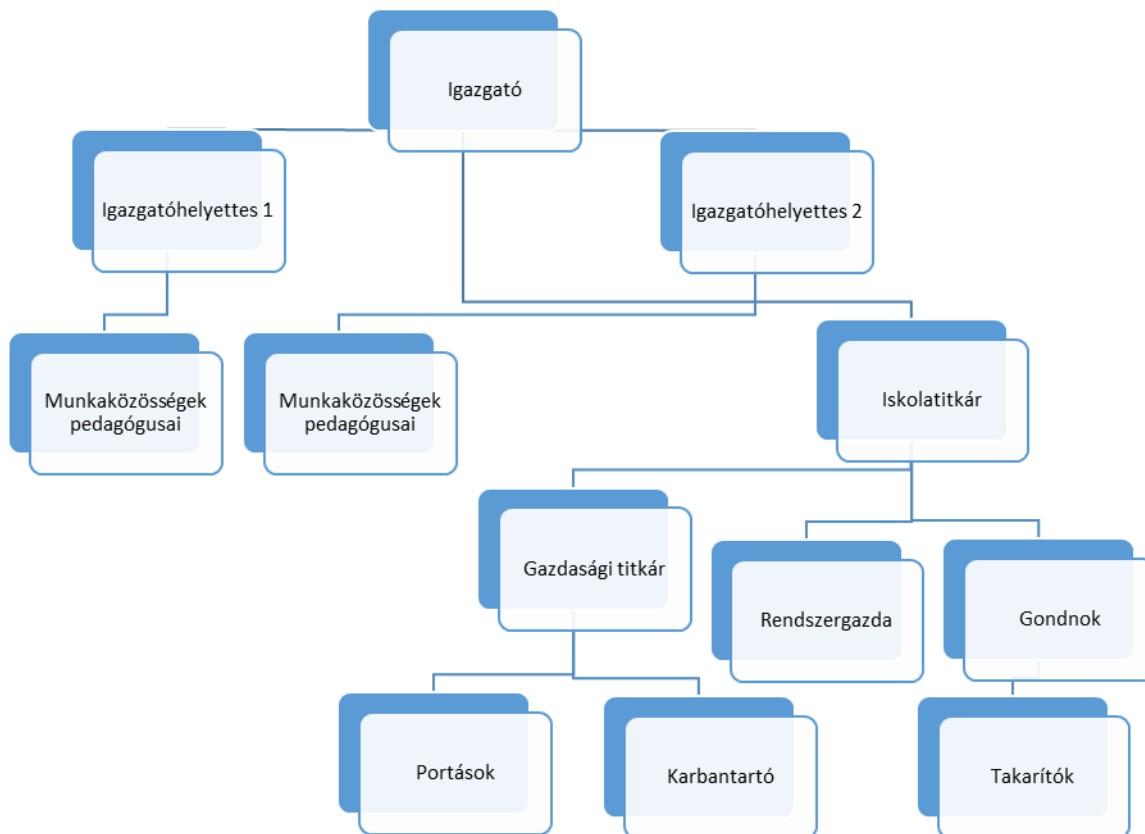 Igazgató
Igazgatóhelyettes 1
Igazgatóhelyettes 2
Munkaközösségek
pedagógusai
Munkaközösségek
pedagógusai
Iskolatitkár
Gazdasági titkár
Rendszergazda
Gondnok
Portások
Karbantartó
Takarítók